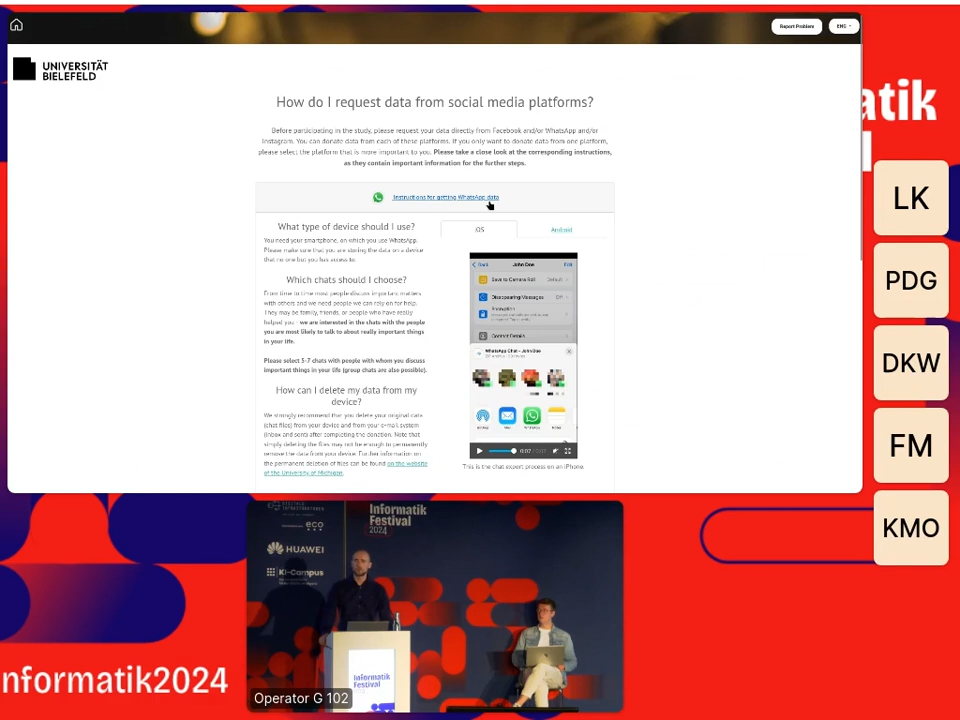 Report Problem
ENG
UNIVERSITÄT
BIELEFELD
How do I request data from social media platforms?
Before participating in the study, please request your data directly from Facebook and/or WhatsApp and/or
Instagram. You can donate data from each of these platforms. If you only want to donate data from one platform,
please select the platform that is more important to you. Please take a close look at the corresponding instructions,
as they contain important information for the further steps.
Instructions for getting WhatsApp data
What type of device should I use?
You need your smartphone, on which you use WhatsApp.
Please make sure that you are storing the data on a device
that no one but you has access to.
Which chats should I choose?
From time to time most people discuss important matters
with others and we need people we can rely on for help.
They may be family, friends, or people who have really
helped you - we are interested in the chats with the people
you are most likely to talk to about really important things
in your life.
Please select 5-7 chats with people with whom you discuss
important things in your life (group chats are also possible).
How can I delete my data from my
device?
We strongly recommend that you delete your original data
(chat files) from your device and from your e-mail system
(inbox and sent) after completing the donation. Note that
simply deleting the files may not be enough to permanently
remove the data from your device. Further information on
the permanent deletion of files can be found on the website
of the University of Michigan.
iOS
Android
Back
John Doe
Edit
Save to Camera Roll
Default
Disappearing Messages
Off
Encryption
Contact Details
WhatsApp Chat - John Doe
AirDrop
Mail
WhatsApp
Notes
0:07
This is the chat export process on an iPhone.
atik
LK
PDG
DKW
FM
KMO
eco
HUAWEI
KI-Campus
Informatik
Festival
2024
Informatik
Festival
Operator G 102
nformatik2024